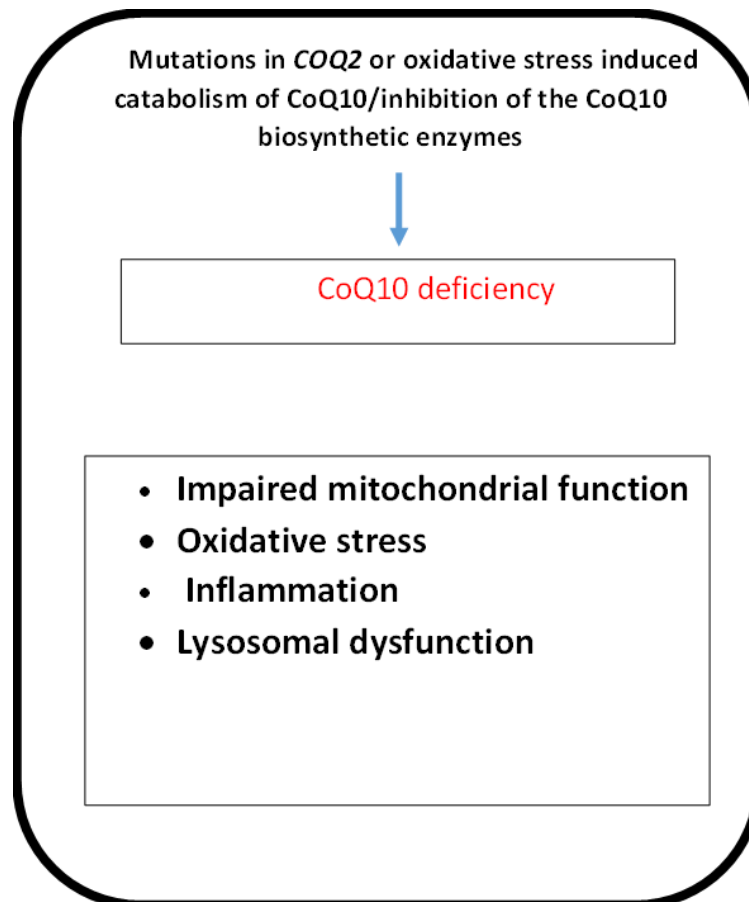 Mutations in COQ2 or oxidative stress induced
catabolism of CoQ10/inhibition of the CoQ10
biosynthetic enzymes
CoQ10 deficiency
• Impaired mitochondrial function
• Oxidative stress
• Inflammation
• Lysosomal dysfunction